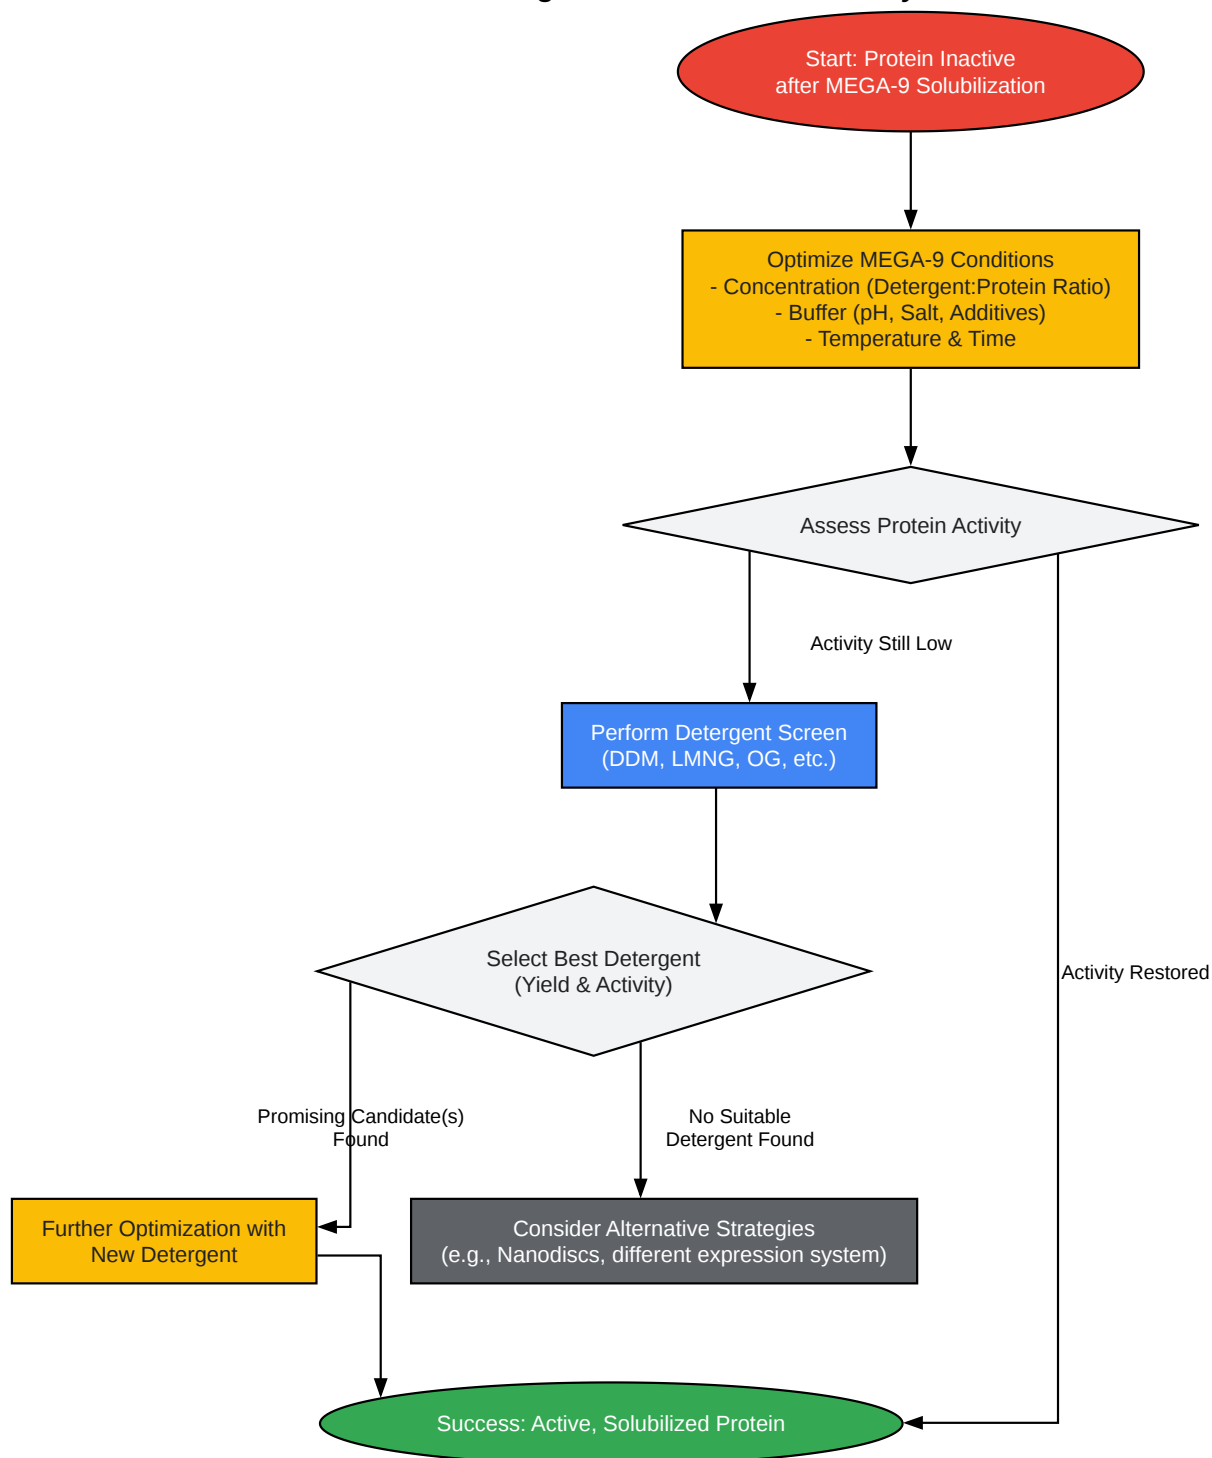 Start: Protein Inactive
after MEGA-9 Solubilization
Optimize MEGA-9 Conditions
- Concentration (Detergent:Protein Ratio)
- Buffer (pH, Salt, Additives)
- Temperature & Time
Assess Protein Activity
Activity Still Low
Perform Detergent Screen
(DDM, LMNG, OG, etc.)
Select Best Detergent
(Yield & Activity)
Activity Restored
Promising Candidate(s)
Found
No Suitable
Detergent Found
Further Optimization with
New Detergent
Consider Alternative Strategies
(e.g., Nanodiscs, different expression system)
Success: Active, Solubilized Protein